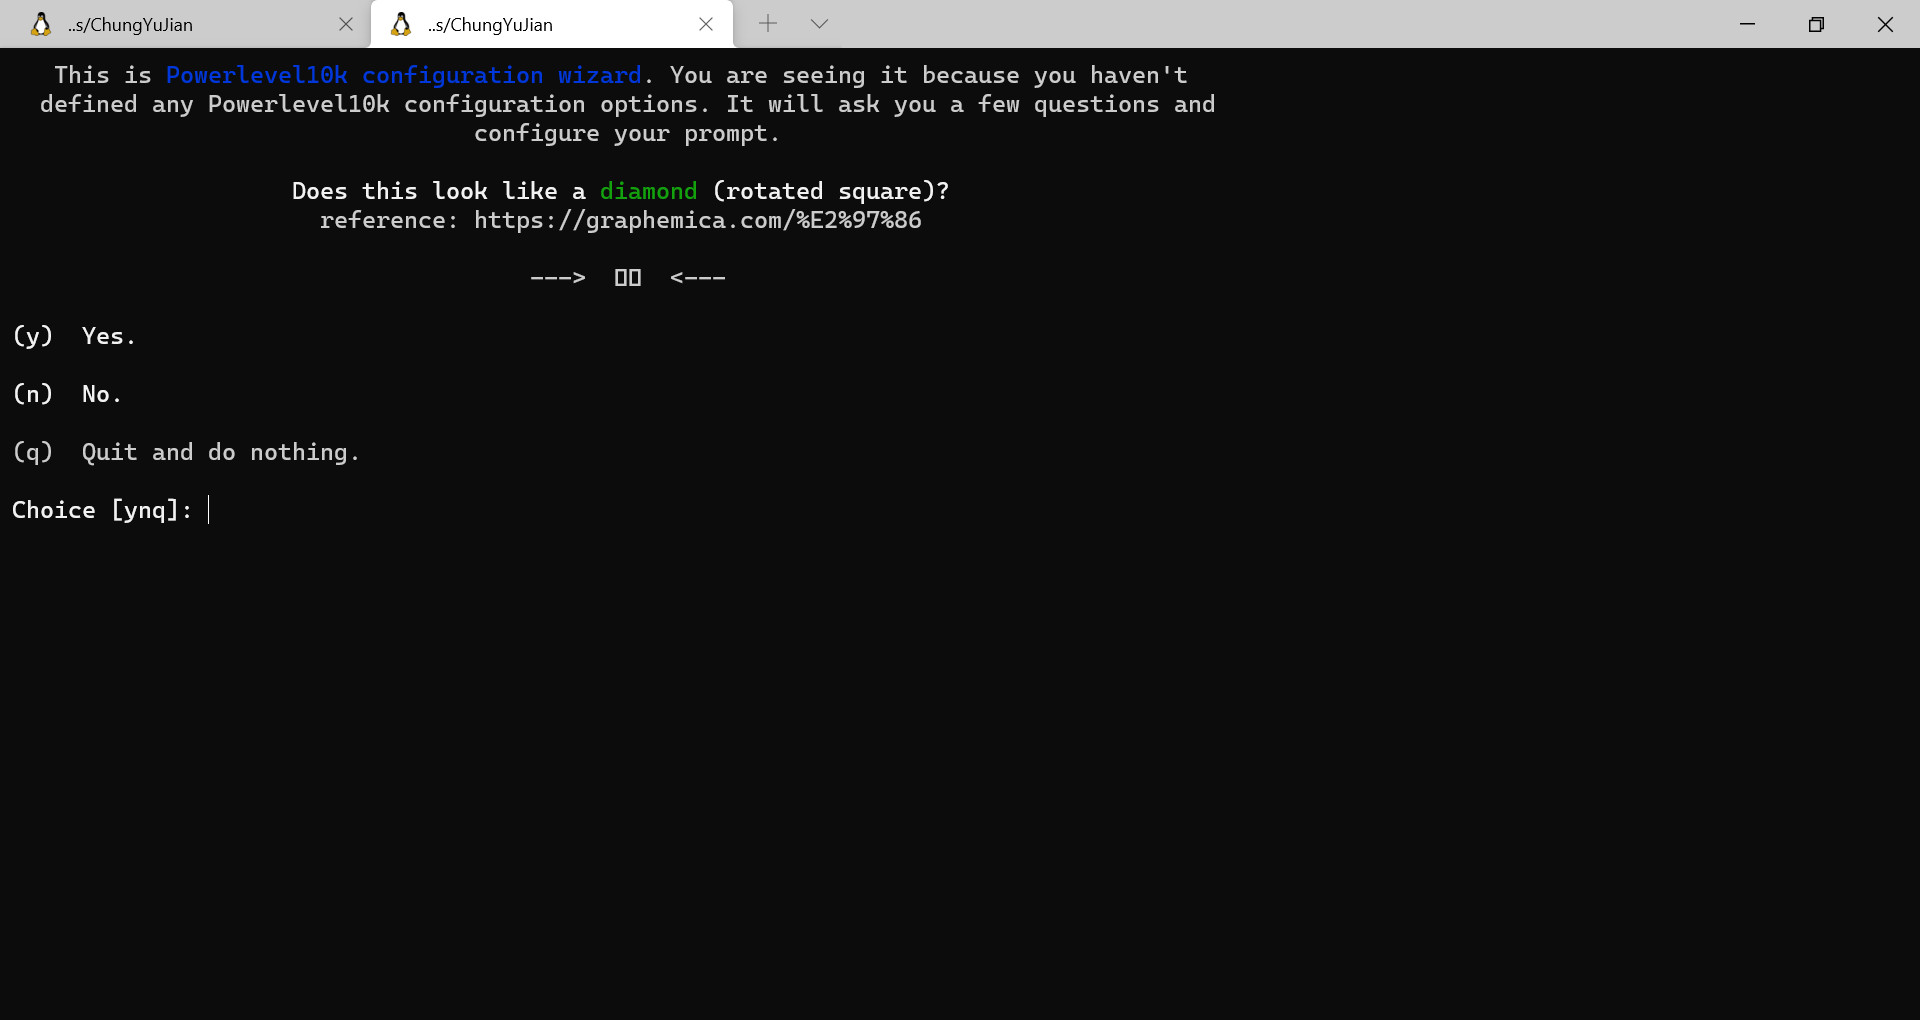 ..s/ChungYuJian ..s/ChungYuJian
This is Powerlevel10k configuration wizard. You are seeing it because you haven't
defined any Powerlevel10k configuration options. It will ask you a few questions and
configure your prompt.
Does this look like a diamond (rotated square)?
reference: https://graphemica.com/%E2%97%86
---> ▯▯ <---
(y) Yes.
(n) No.
(q) Quit and do nothing.
Choice [ynq]: